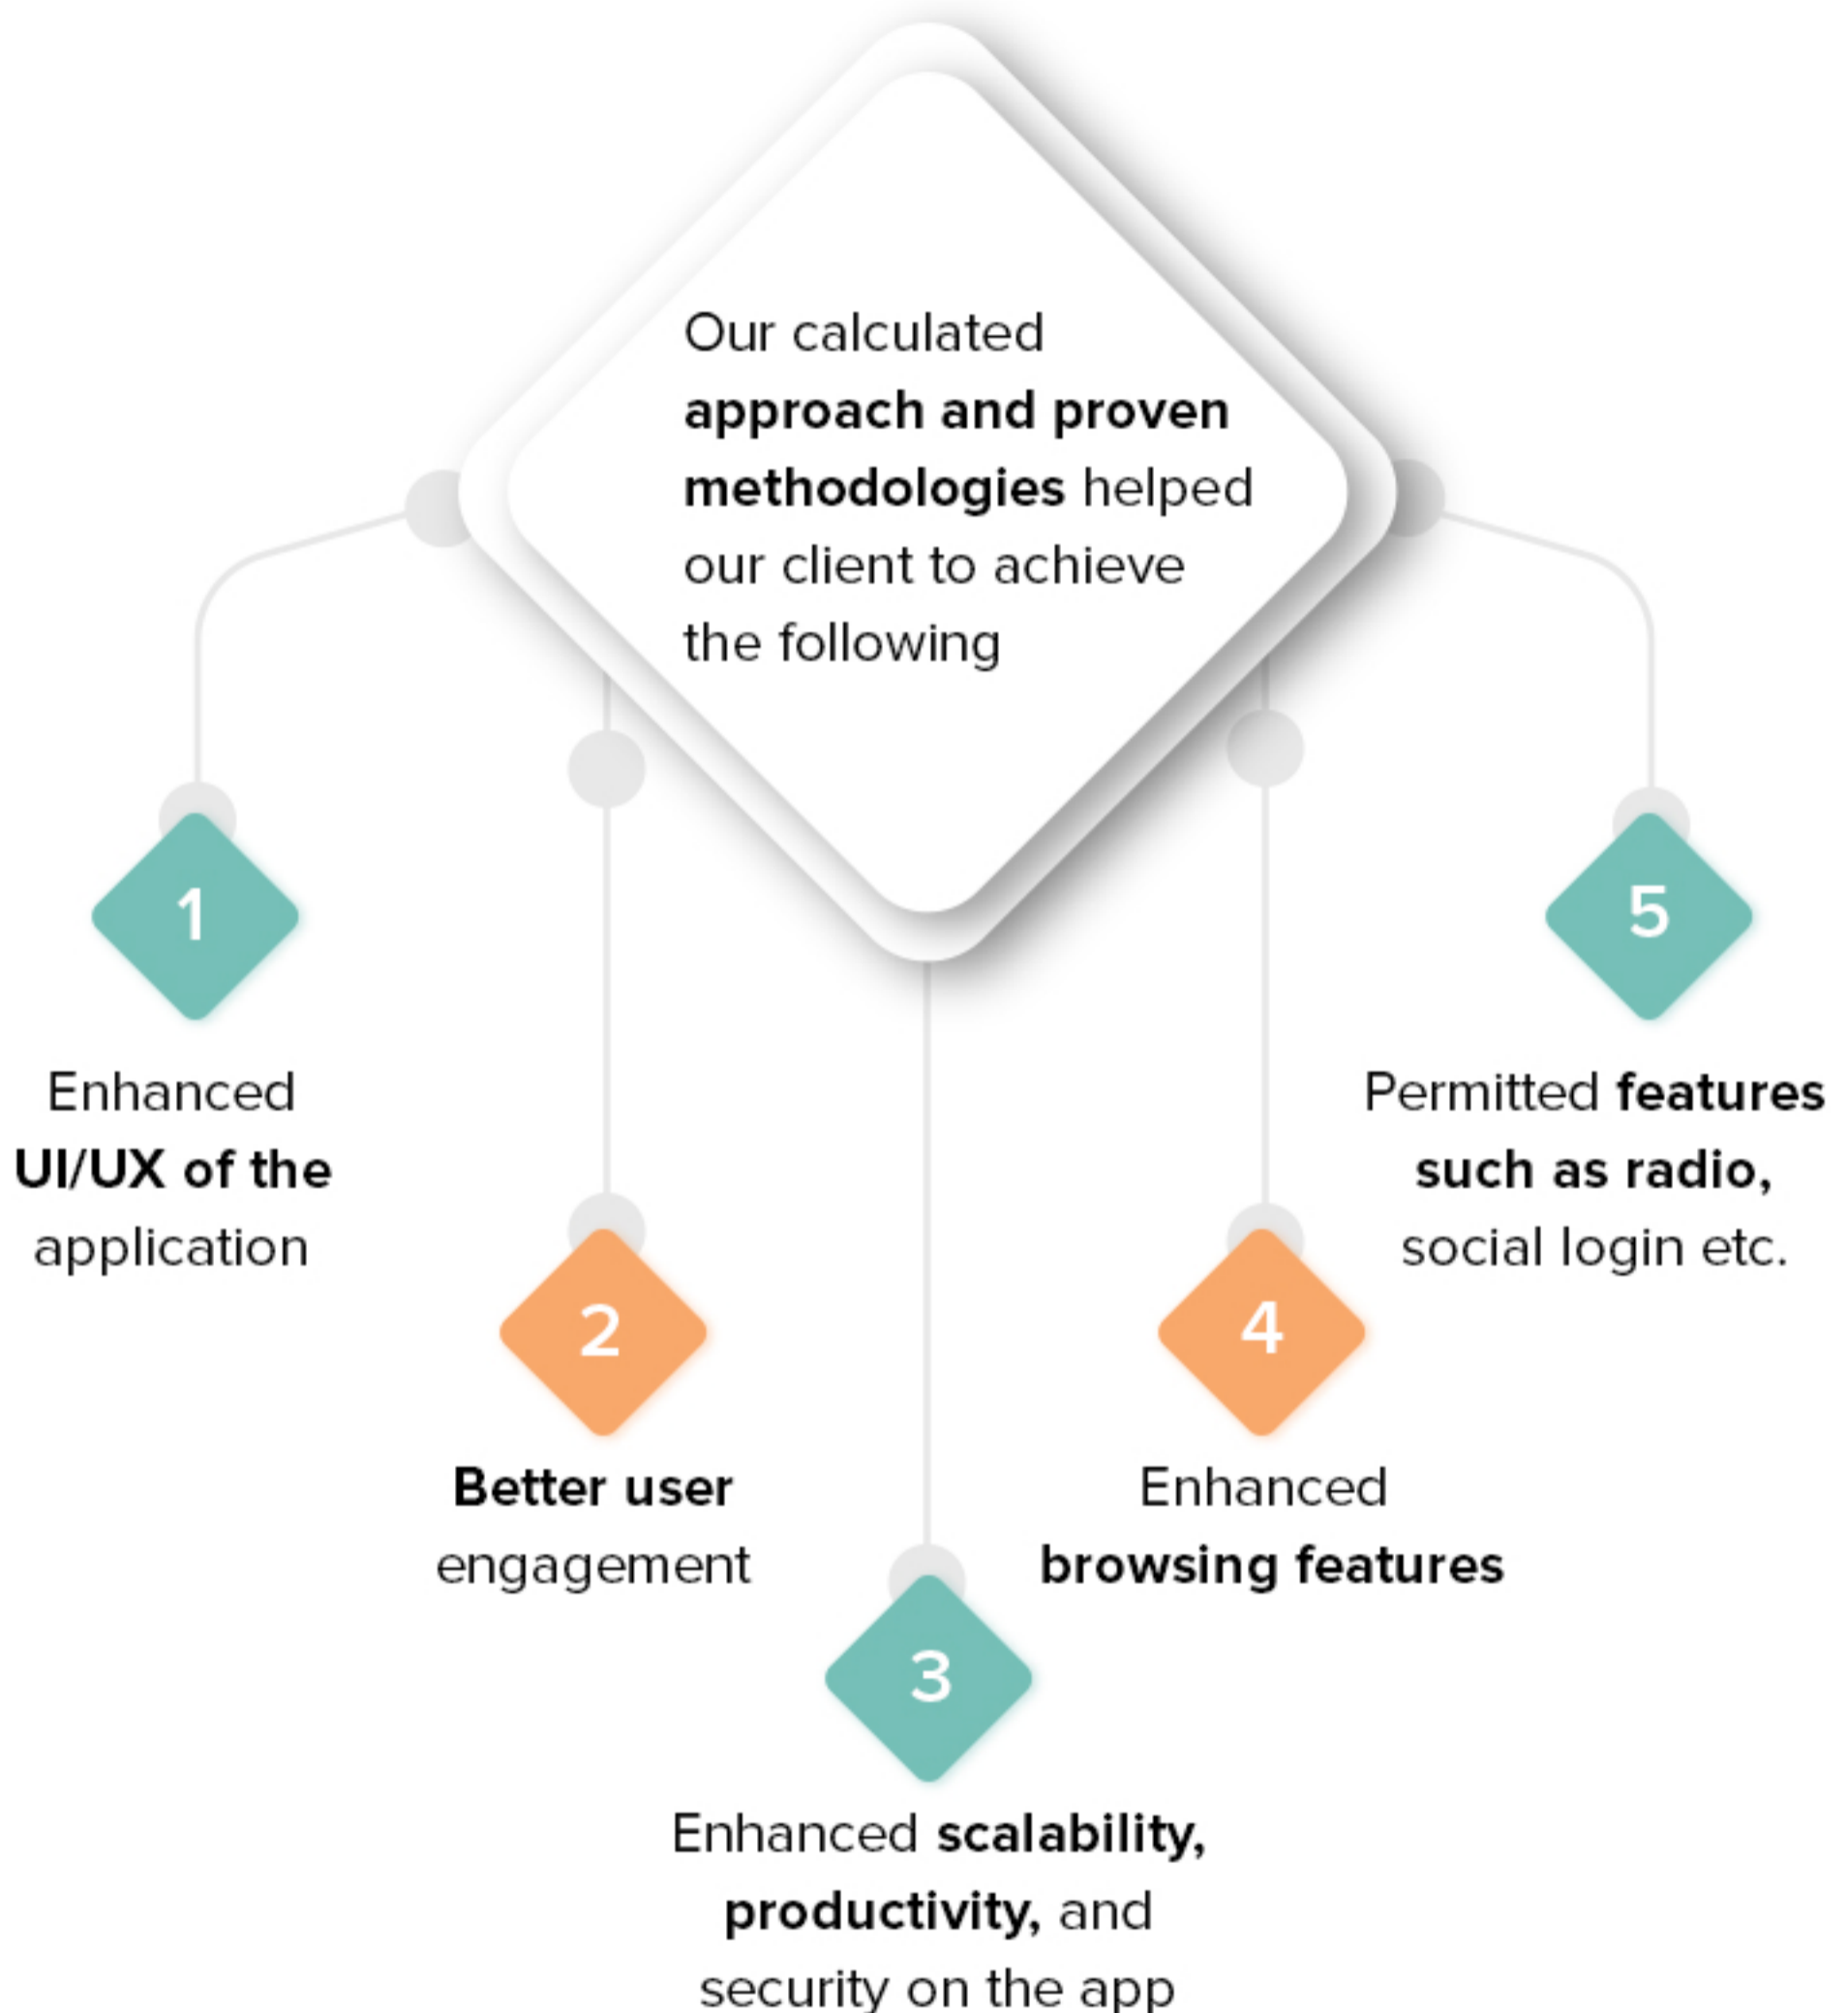 Our calculated
approach and proven
methodologies helped
our client to achieve
the following
1
Enhanced
UI/UX of the
application
2
Better user
engagement
3
Enhanced scalability,
productivity, and
security on the app
4
Enhanced
browsing features
5
Permitted features
such as radio,
social login etc.